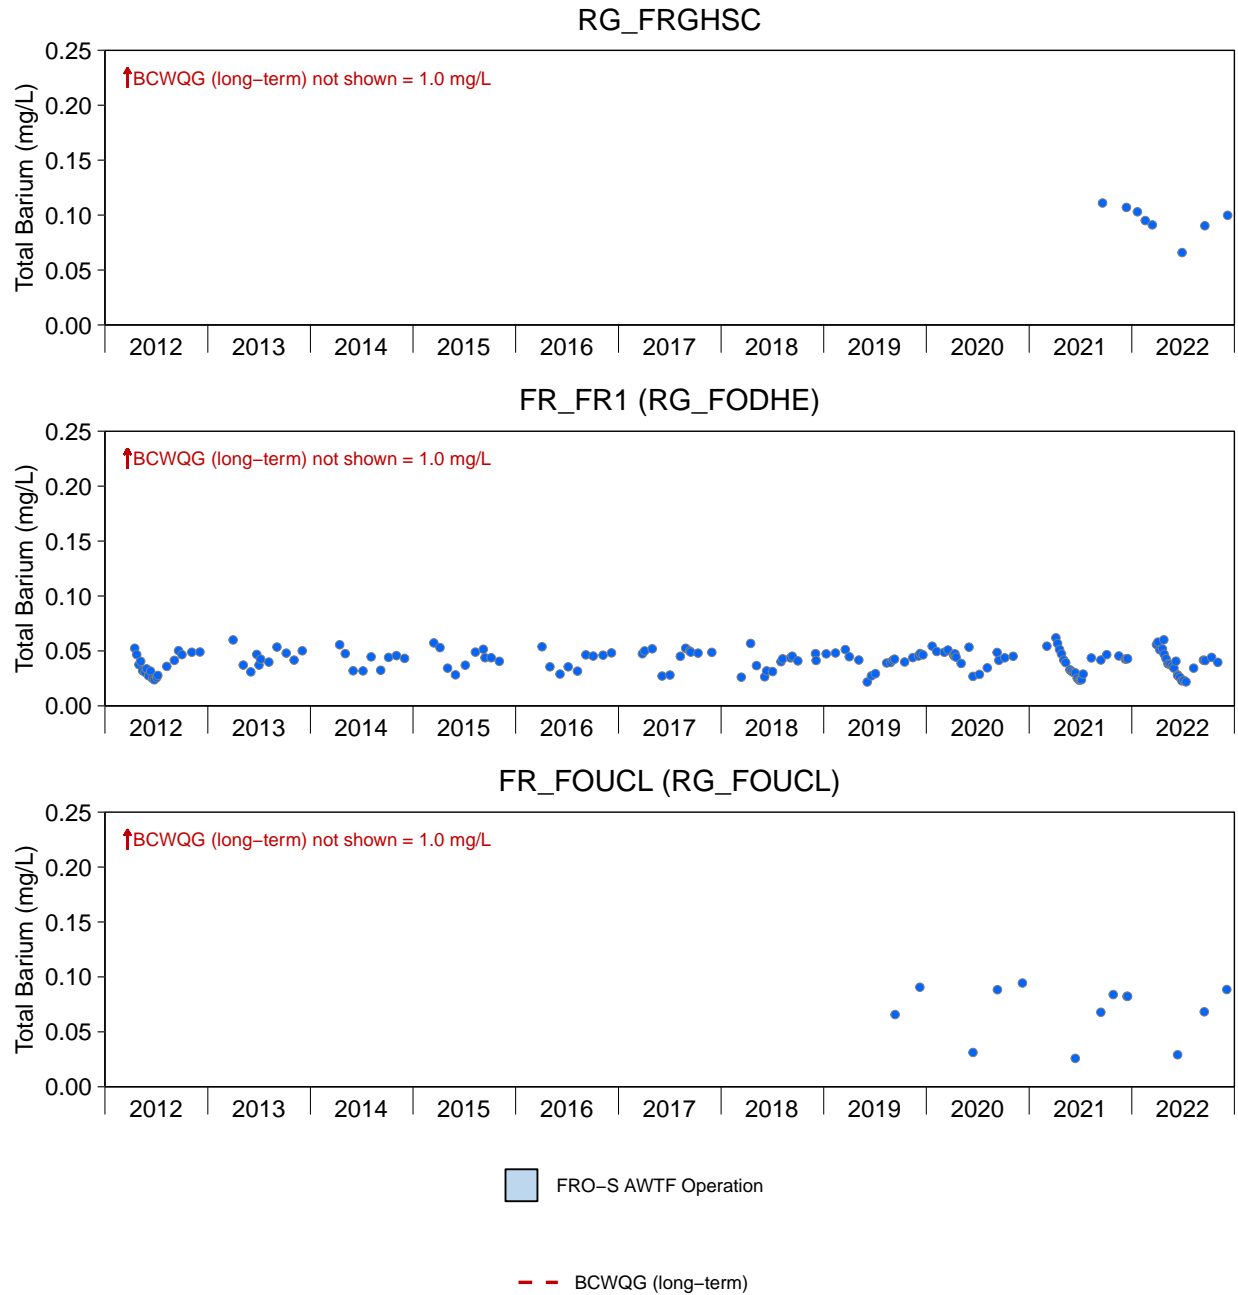 RG_FRGHSC
Total Barium (mg/L)
0.25
0.20
0.15
0.10
0.05
0.00
BCWQG (long−term) not shown = 1.0 mg/L
2012 2013 2014 2015 2016 2017 2018 2019 2020 2021 2022
FR_FR1 (RG_FODHE)
Total Barium (mg/L)
0.25
0.20
0.15
0.10
0.05
0.00
BCWQG (long−term) not shown = 1.0 mg/L
2012 2013 2014 2015 2016 2017 2018 2019 2020 2021 2022
FR_FOUCL (RG_FOUCL)
Total Barium (mg/L)
0.25
0.20
0.15
0.10
0.05
0.00
BCWQG (long−term) not shown = 1.0 mg/L
2012 2013 2014 2015 2016 2017 2018 2019 2020 2021 2022
FRO−S AWTF Operation
BCWQG (long−term)